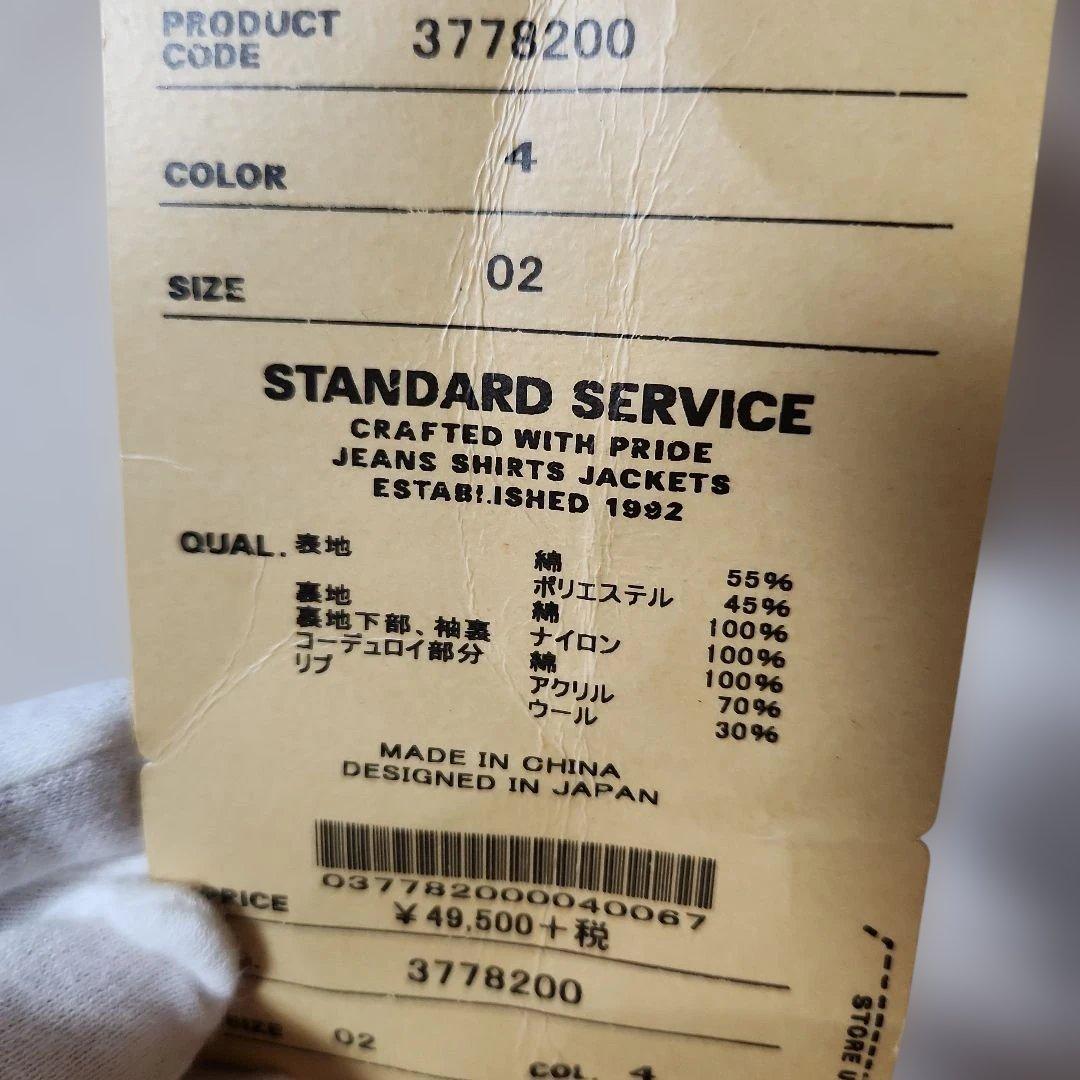 PRODUCT CODE 3778200
COLOR 4
SIZE 02
STANDARD SERVICE
CRAFTED WITH PRIDE
JEANS SHIRTS JACKETS
ESTABLISHED 1992
QUAL. 表地 綿 55%
ポリエステル 45%
裏地 綿 100%
裏地下部、袖裏 ナイロン 100%
コーデュロイ部分 綿 100%
リブ アクリル 70%
ウール 30%
MADE IN CHINA
DESIGNED IN JAPAN
037782000040067
PRICE ¥49,500+税
3778200
SIZE 02 COL. 4
STORE